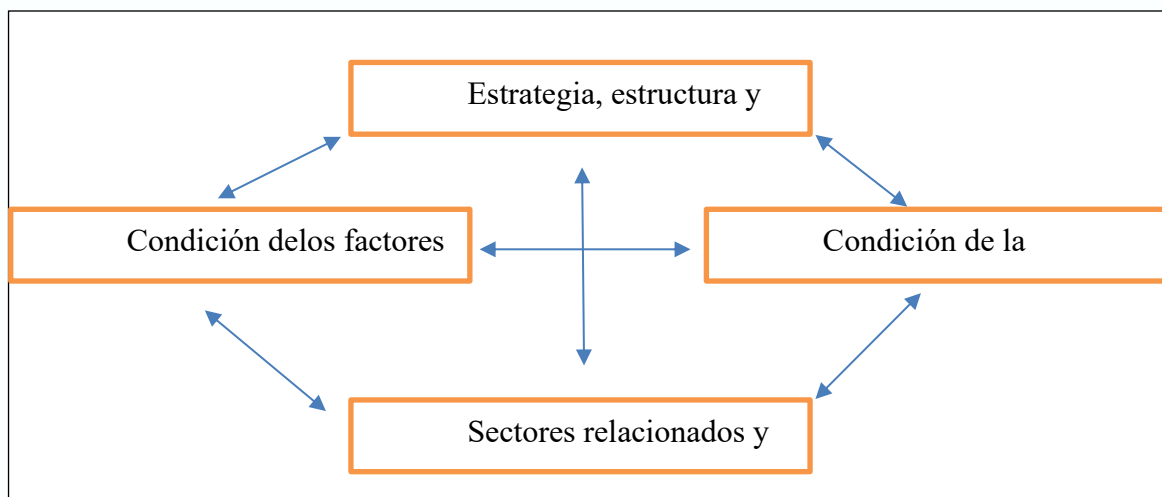 Estrategia, estructura y
Condición delos factores
Condición de la
Sectores relacionados y